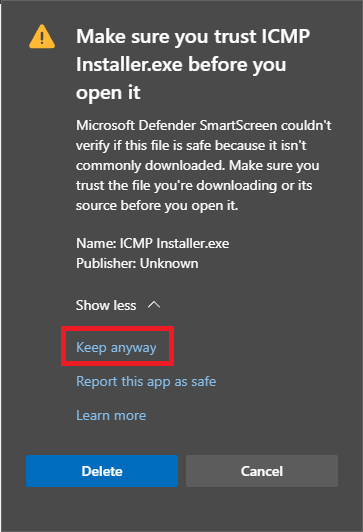 Make sure you trust ICMP
Installer.exe before you
open it
Microsoft Defender SmartScreen couldn't
verify if this file is safe because it isn't
commonly downloaded. Make sure you
trust the file you're downloading or its
source before you open it.
Name: ICMP Installer.exe
Publisher: Unknown
Show less
Keep anyway
Report this app as safe
Learn more
Delete
Cancel